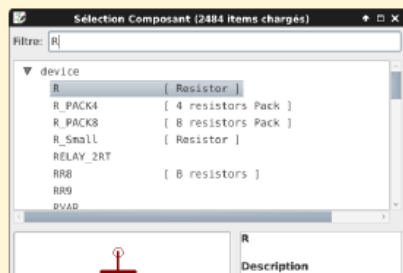 Sélection Composant (2484 items chargés)
Filtre: R
device
R [ Resistor ]
R_PACK4 [ 4 resistors Pack ]
R_PACK8 [ 8 resistors Pack ]
R_Small [ Resistor ]
RELAY_2RT
RR8 [ 8 resistors ]
RR9
RVAR
R
Description